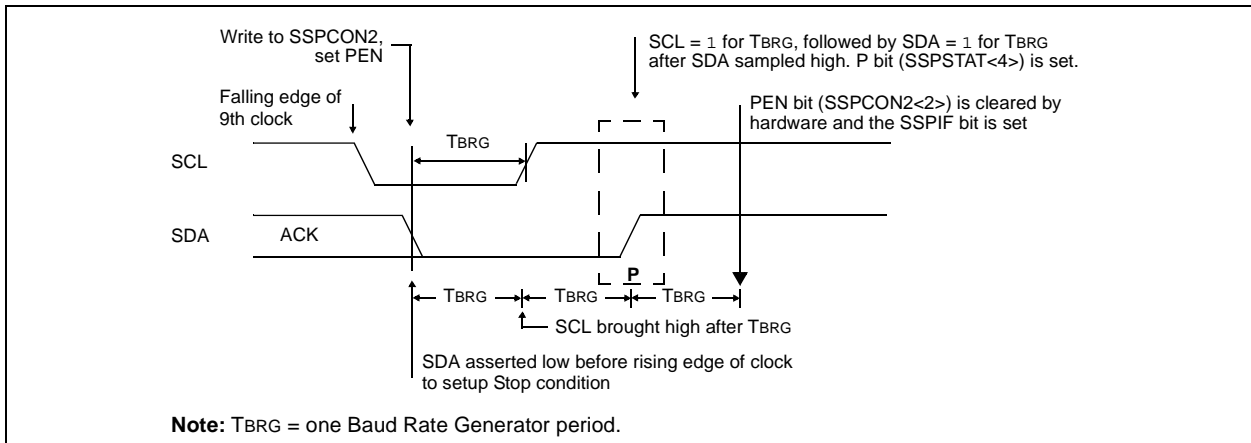 Write to SSPCON2,
set PEN
SCL = 1 for TBRG, followed by SDA = 1 for TBRG
after SDA sampled high. P bit (SSPSTAT<4>) is set.
Falling edge of
9th clock
PEN bit (SSPCON2<2>) is cleared by
hardware and the SSPIF bit is set
TBRG
SCL
SDA
ACK
P
TBRG
TBRG
TBRG
SCL brought high after TBRG
SDA asserted low before rising edge of clock
to setup Stop condition
Note: TBRG = one Baud Rate Generator period.